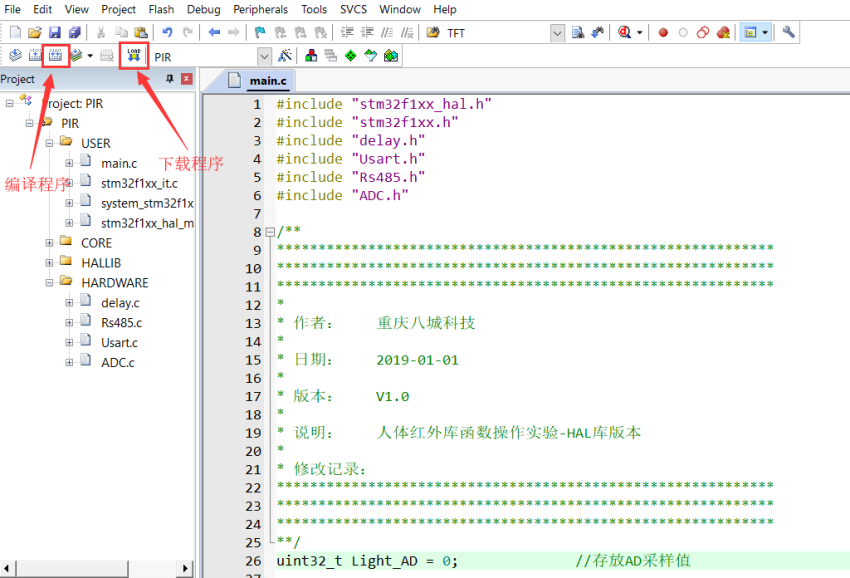 File Edit View Project Flash Debug Peripherals Tools SVCS Window Help
TFT
LOAD PIR
Project
main.c
Project: PIR
PIR
USER
main.c
下载程序
编译程序
stm32f1xx_it.c
system_stm32f1x
stm32f1xx_hal_m
CORE
HALLIB
HARDWARE
delay.c
Rs485.c
Usart.c
ADC.c
1 #include "stm32f1xx_hal.h"
2 #include "stm32f1xx.h"
3 #include "delay.h"
4 #include "Usart.h"
5 #include "Rs485.h"
6 #include "ADC.h"
7
8 /**
9 ************************************************************
10 ************************************************************
11 ************************************************************
12 *
13 * 作者： 重庆八城科技
14 *
15 * 日期： 2019-01-01
16 *
17 * 版本： V1.0
18 *
19 * 说明： 人体红外库函数操作实验-HAL库版本
20 *
21 * 修改记录：
22 ************************************************************
23 ************************************************************
24 ************************************************************
25 **/
26 uint32_t Light_AD = 0; //存放AD采样值